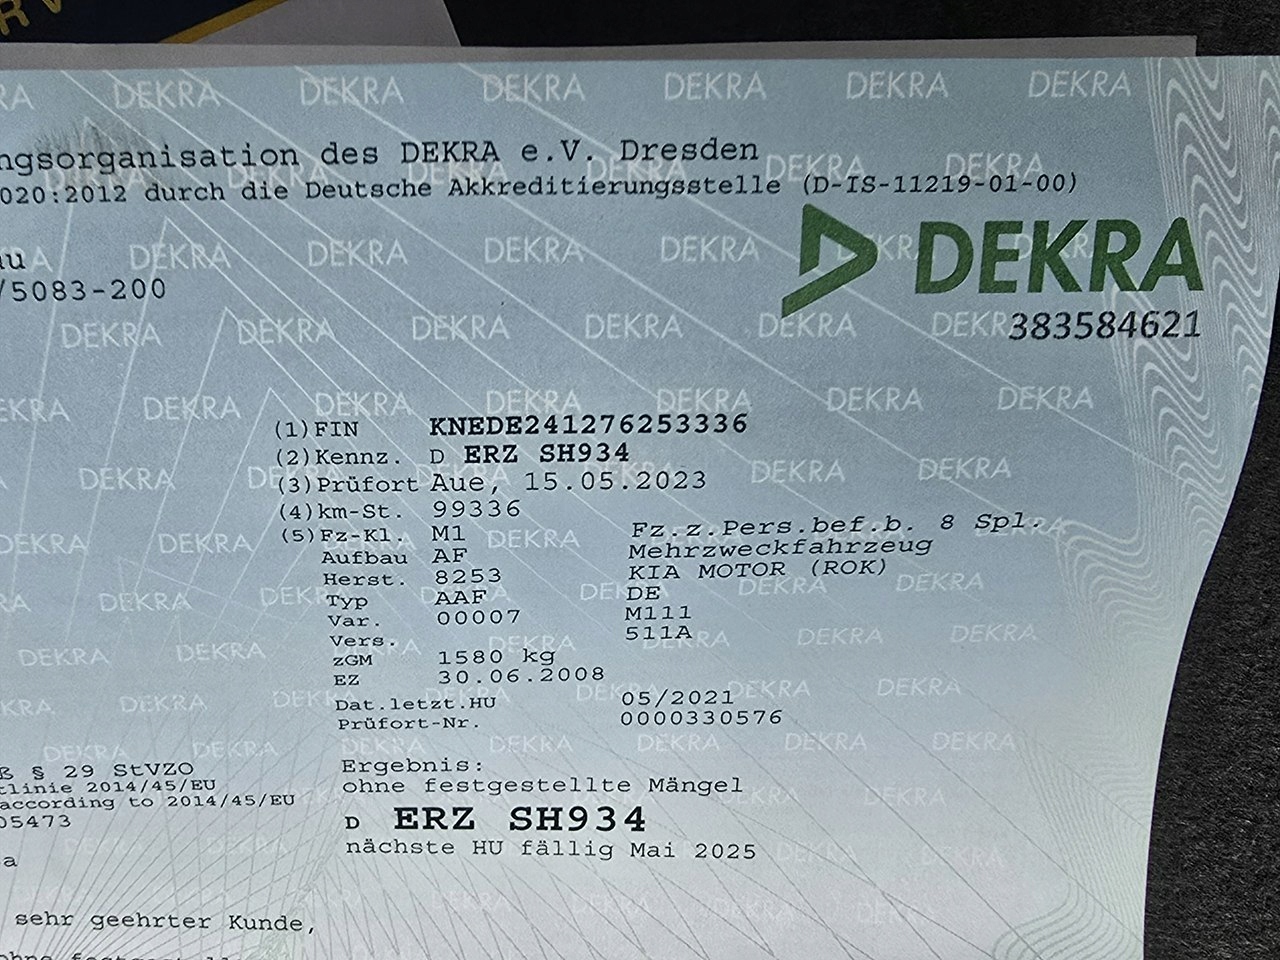 ngsorganisation des DEKRA e.V. Dresden
020:2012 durch die Deutsche Akkreditierungsstelle (D-IS-11219-01-00)
/5083-200
DEKRA
383584621
(1)FIN KNEDE241276253336
(2)Kennz. D ERZ SH934
(3)Prüfort Aue, 15.05.2023
(4)km-St. 99336
(5)Fz-Kl. M1 Fz.z.Pers.bef.b. 8 Spl.
Aufbau AF Mehrzweckfahrzeug
Herst. 8253 KIA MOTOR (ROK)
Typ AAF DE
Var. 00007 M111
Vers. 511A
zGM 1580 kg
EZ 30.06.2008
Dat.letzt.HU 05/2021
Prüfort-Nr. 0000330576
ß § 29 StVZO
tlinie 2014/45/EU
according to 2014/45/EU
05473
Ergebnis:
ohne festgestellte Mängel
D ERZ SH934
nächste HU fällig Mai 2025
sehr geehrter Kunde,